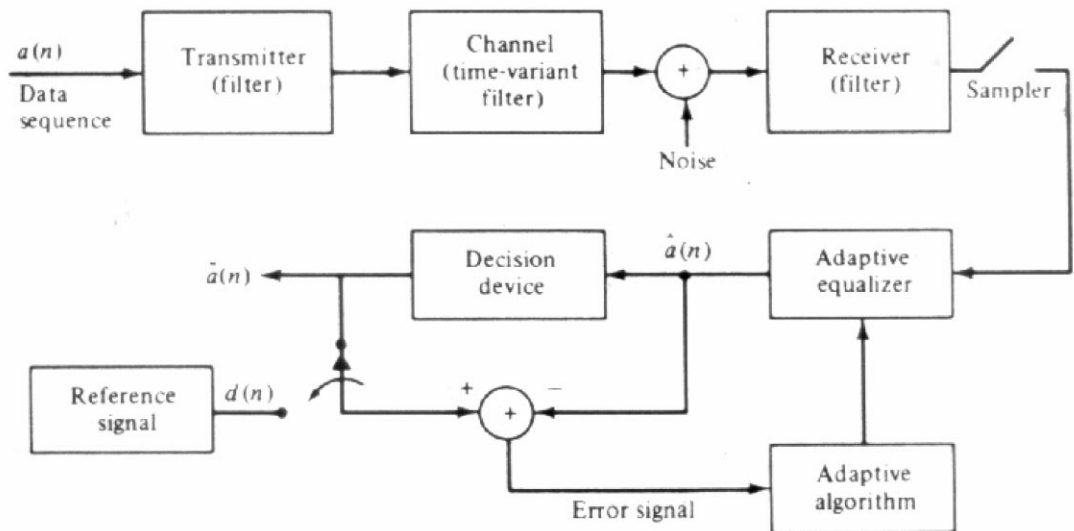 a(n)
Data
sequence
Transmitter
(filter)
Channel
(time-variant
filter)
+
Noise
Receiver
(filter)
Sampler
ã(n)
Decision
device
â(n)
Adaptive
equalizer
Reference
signal
d(n)
+
+
−
Error signal
Adaptive
algorithm